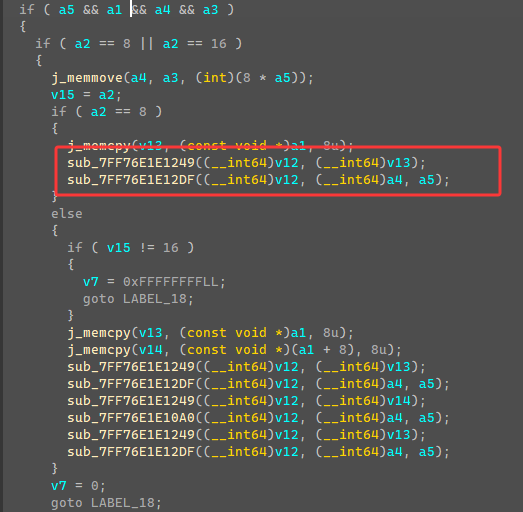 if ( a5 && a1 && a4 && a3 )
{
if ( a2 == 8 || a2 == 16 )
{
j_memmove(a4, a3, (int)(8 * a5));
v15 = a2;
if ( a2 == 8 )
{
j_memcpy(v13, (const void *)a1, 8u);
sub_7FF76E1E1249((__int64)v12, (__int64)v13);
sub_7FF76E1E12DF((__int64)v12, (__int64)a4, a5);
}
else
{
if ( v15 != 16 )
{
v7 = 0xFFFFFFFFLL;
goto LABEL_18;
}
j_memcpy(v13, (const void *)a1, 8u);
j_memcpy(v14, (const void *)(a1 + 8), 8u);
sub_7FF76E1E1249((__int64)v12, (__int64)v13);
sub_7FF76E1E12DF((__int64)v12, (__int64)a4, a5);
sub_7FF76E1E1249((__int64)v12, (__int64)v14);
sub_7FF76E1E10A0((__int64)v12, (__int64)a4, a5);
sub_7FF76E1E1249((__int64)v12, (__int64)v13);
sub_7FF76E1E12DF((__int64)v12, (__int64)a4, a5);
}
v7 = 0;
goto LABEL_18;